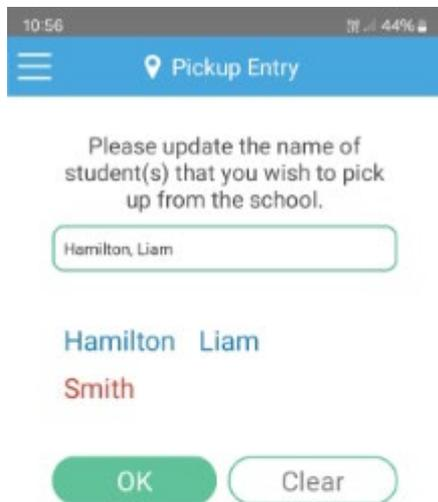 10:56 44%
Pickup Entry
Please update the name of
student(s) that you wish to pick
up from the school.
Hamilton, Liam
Hamilton Liam
Smith
OK Clear